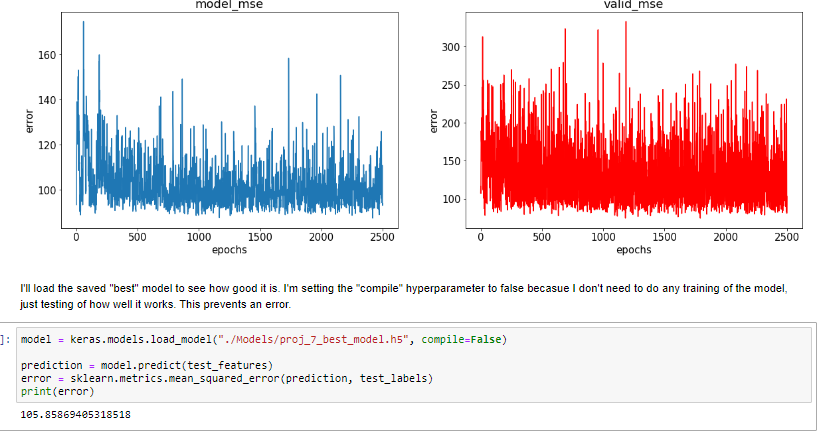 model_mse
valid_mse
160
140
120
100
error
0
500
1000
1500
2000
2500
epochs
300
250
200
150
100
error
0
500
1000
1500
2000
2500
epochs
I'll load the saved "best" model to see how good it is. I'm setting the "compile" hyperparameter to false becasue I don't need to do any training of the model,
just testing of how well it works. This prevents an error.
]: model = keras.models.load_model("./Models/proj_7_best_model.h5", compile=False)
prediction = model.predict(test_features)
error = sklearn.metrics.mean_squared_error(prediction, test_labels)
print(error)
105.85869405318518